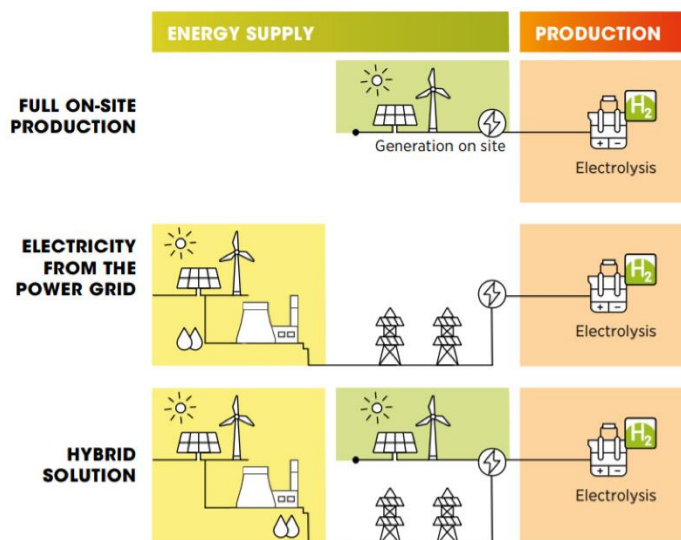 ENERGY SUPPLY
PRODUCTION
FULL ON-SITE
PRODUCTION
Generation on site
H2
+ −
Electrolysis
ELECTRICITY
FROM THE
POWER GRID
H2
+ −
Electrolysis
HYBRID
SOLUTION
H2
+ −
Electrolysis